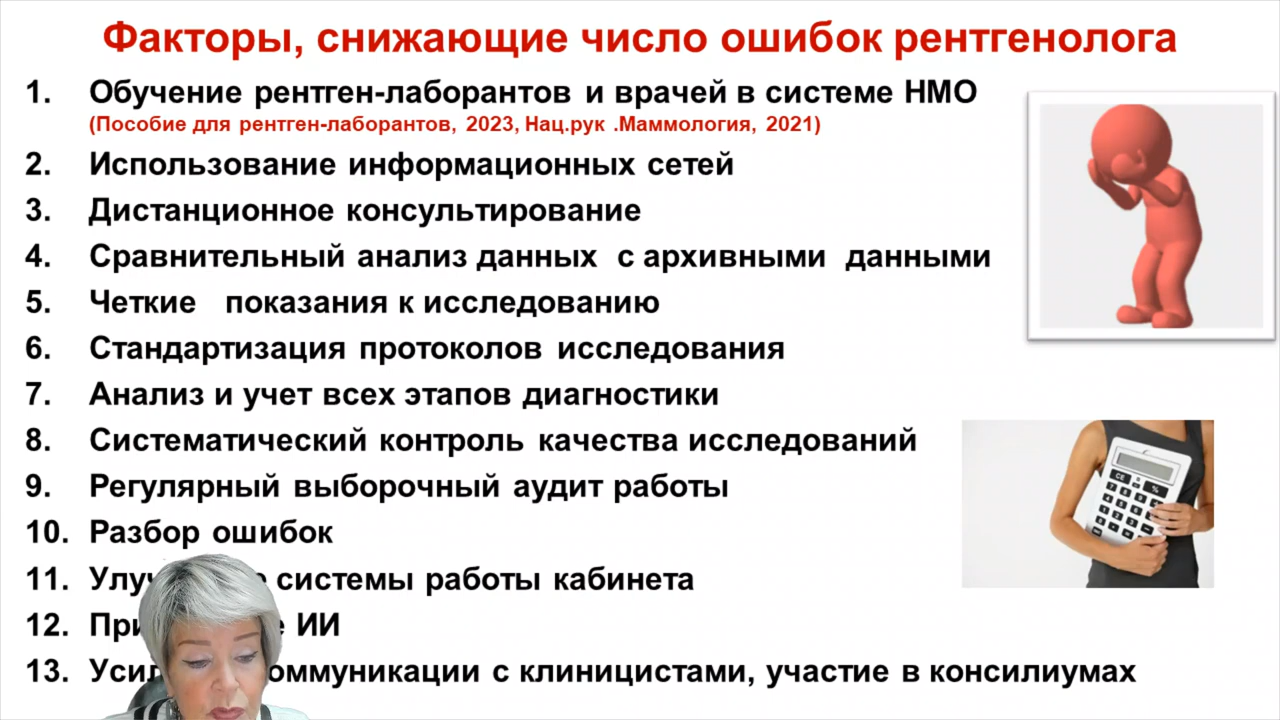 Факторы, снижающие число ошибок рентгенолога
1. Обучение рентген-лаборантов и врачей в системе НМО
(Пособие для рентген-лаборантов, 2023, Нац.рук .Маммология, 2021)
2. Использование информационных сетей
3. Дистанционное консультирование
4. Сравнительный анализ данных с архивными данными
5. Четкие показания к исследованию
6. Стандартизация протоколов исследования
7. Анализ и учет всех этапов диагностики
8. Систематический контроль качества исследований
9. Регулярный выборочный аудит работы
10. Разбор ошибок
11. системы работы кабинета
12. ИИ
13. с клиницистами, участие в консилиумах